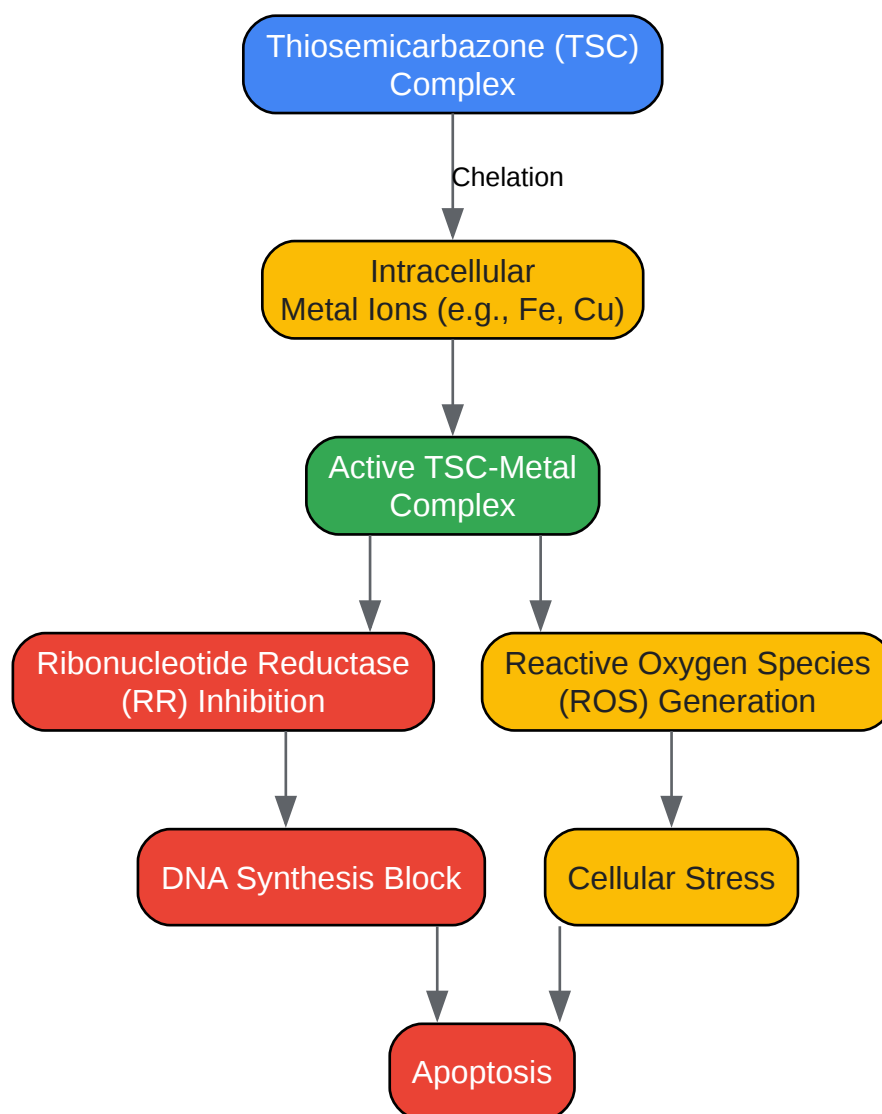 Thiosemicarbazone (TSC)
Complex
Chelation
Intracellular
Metal Ions (e.g., Fe, Cu)
Active TSC-Metal
Complex
Ribonucleotide Reductase
(RR) Inhibition
Reactive Oxygen Species
(ROS) Generation
DNA Synthesis Block
Cellular Stress
Apoptosis